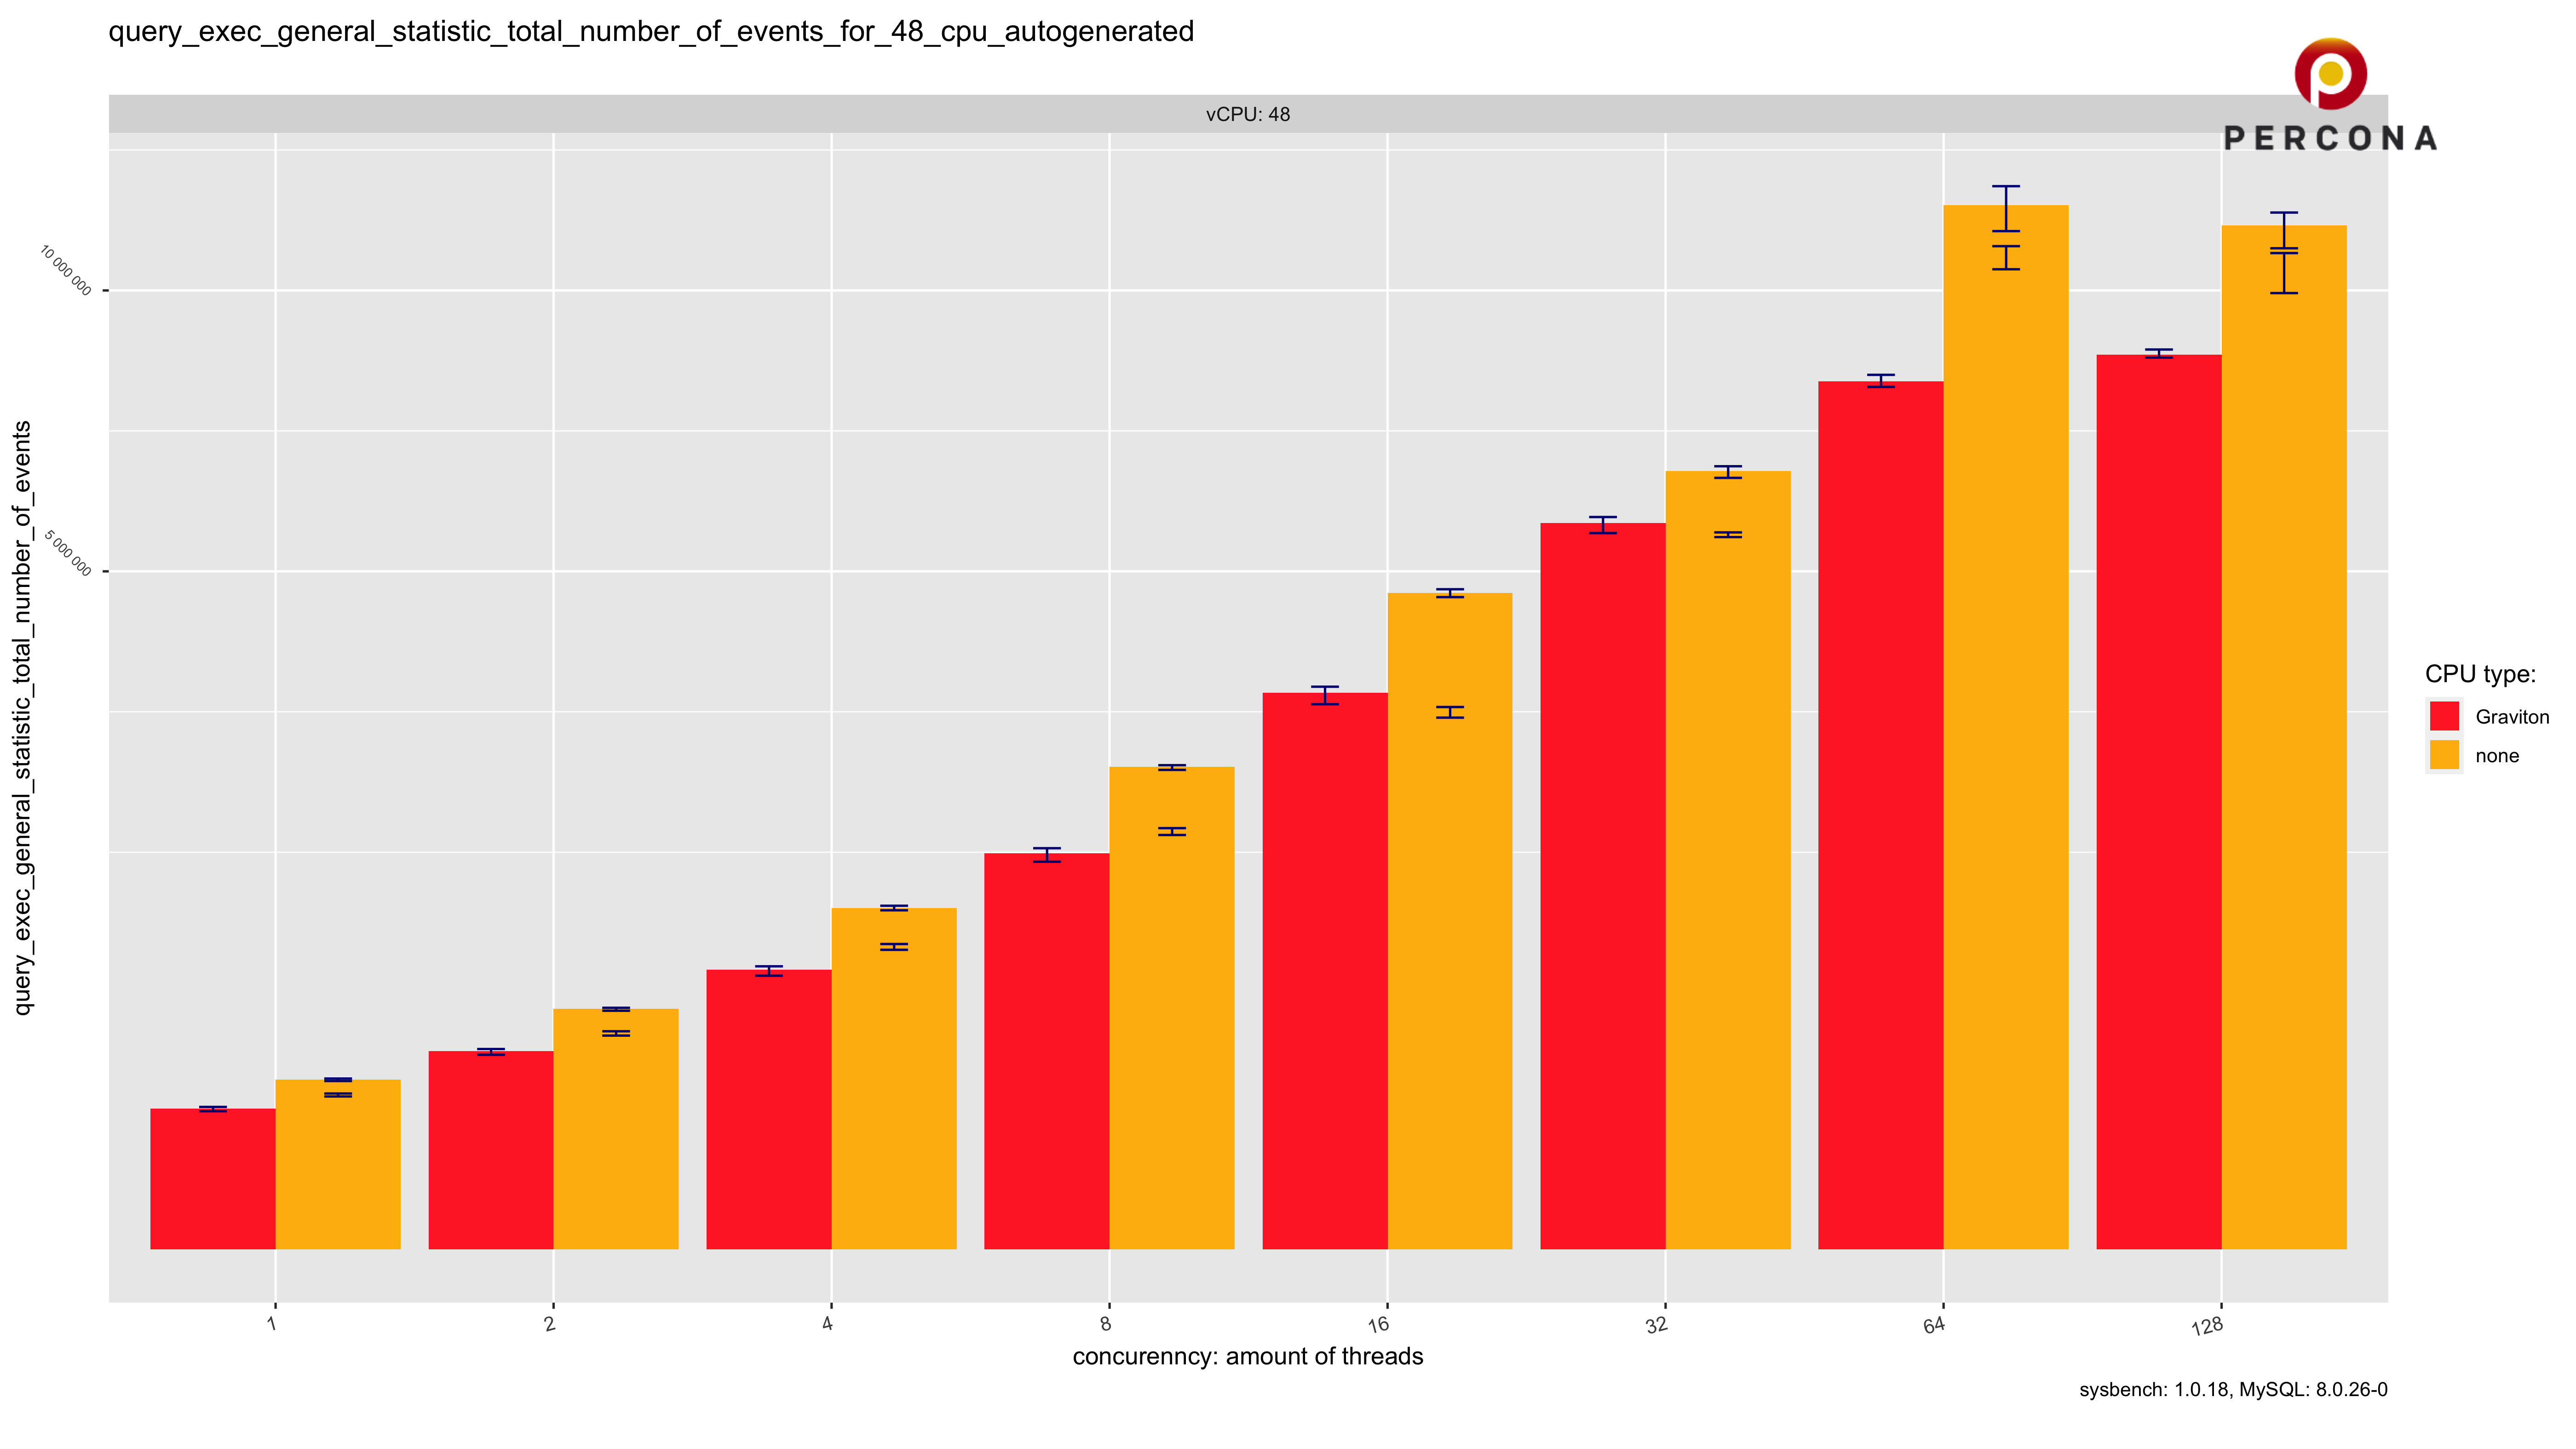 query_exec_general_statistic_total_number_of_events_for_48_cpu_autogenerated
PERCONA
vCPU: 48
query_exec_general_statistic_total_number_of_events
10 000 000
5 000 000
CPU type:
Graviton
none
1
2
4
8
16
32
64
128
concurenncy: amount of threads
sysbench: 1.0.18, MySQL: 8.0.26-0